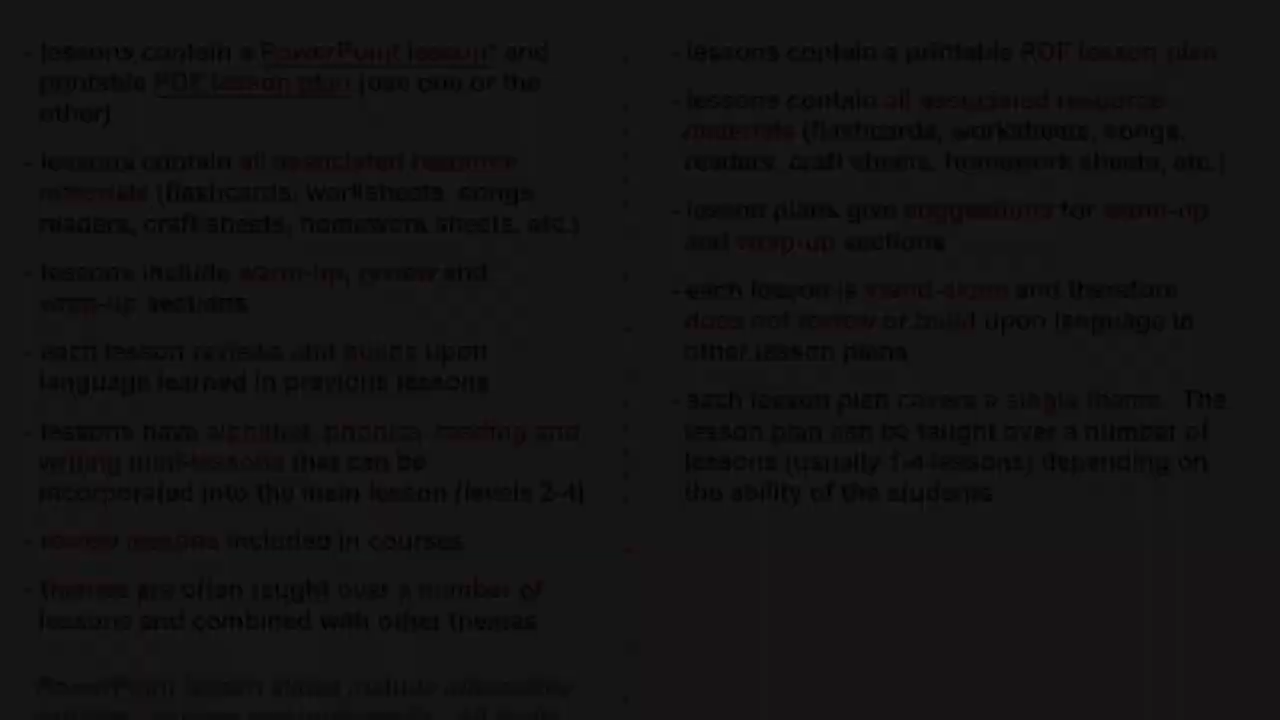 - lessons contain a PowerPoint lesson* and
printable PDF lesson plan (use one or the
other)
- lessons contain all associated resource
materials (flashcards, worksheets, songs,
readers, craft sheets, homework sheets, etc.)
- lessons include warm-up, review and
wrap-up sections
- each lesson reviews and builds upon
language learned in previous lessons
- lessons have alphabet, phonics, reading and
writing mini-lessons that can be
incorporated into the main lesson (levels 2-4)
- review lessons included in courses
- themes are often taught over a number of
lessons and combined with other themes
PowerPoint lesson slides include
- lessons contain a printable PDF lesson plan
- lessons contain all associated resource
materials (flashcards, worksheets, songs,
readers, craft sheets, homework sheets, etc.)
- lesson plans give suggestions for warm-up
and wrap-up sections
- each lesson is stand-alone and therefore
does not review or build upon language in
other lesson plans
- each lesson plan covers a single theme. The
lesson plan can be taught over a number of
lessons (usually 1-4 lessons) depending on
the ability of the students